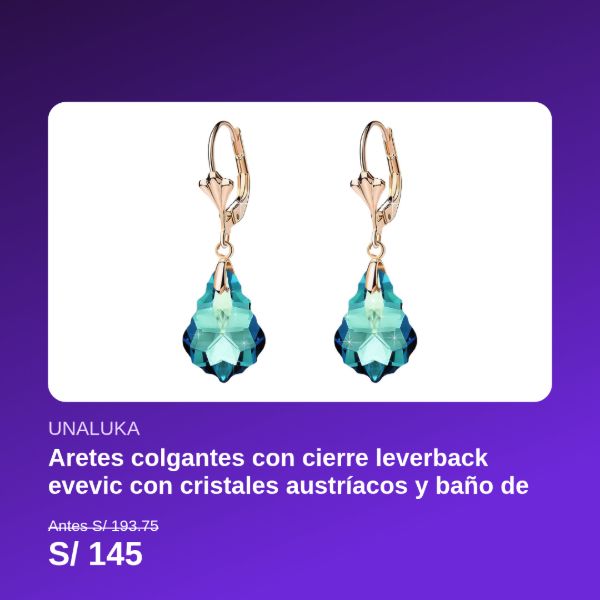 UNALUKA
Aretes colgantes con cierre leverback
evevic con cristales austríacos y baño de
Antes S/ 193.75
S/ 145